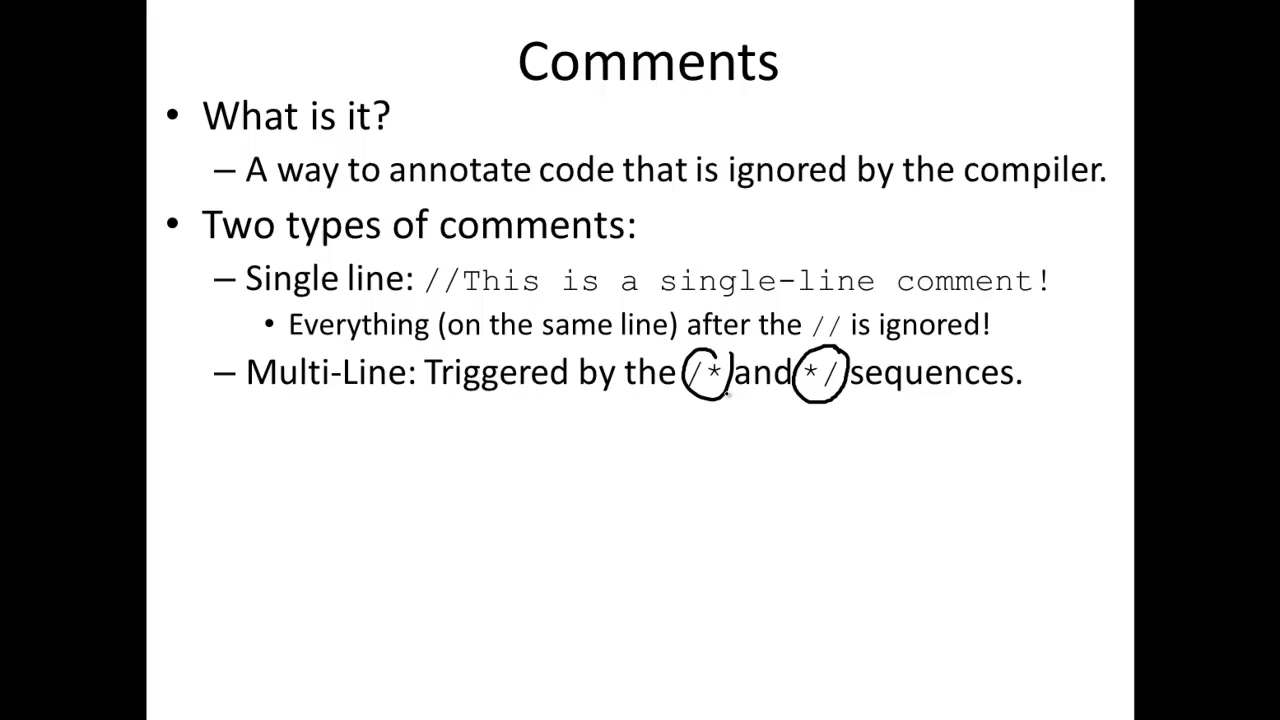 Comments
• What is it?
– A way to annotate code that is ignored by the compiler.
• Two types of comments:
– Single line: //This is a single-line comment!
• Everything (on the same line) after the // is ignored!
– Multi-Line: Triggered by the /* and */ sequences.